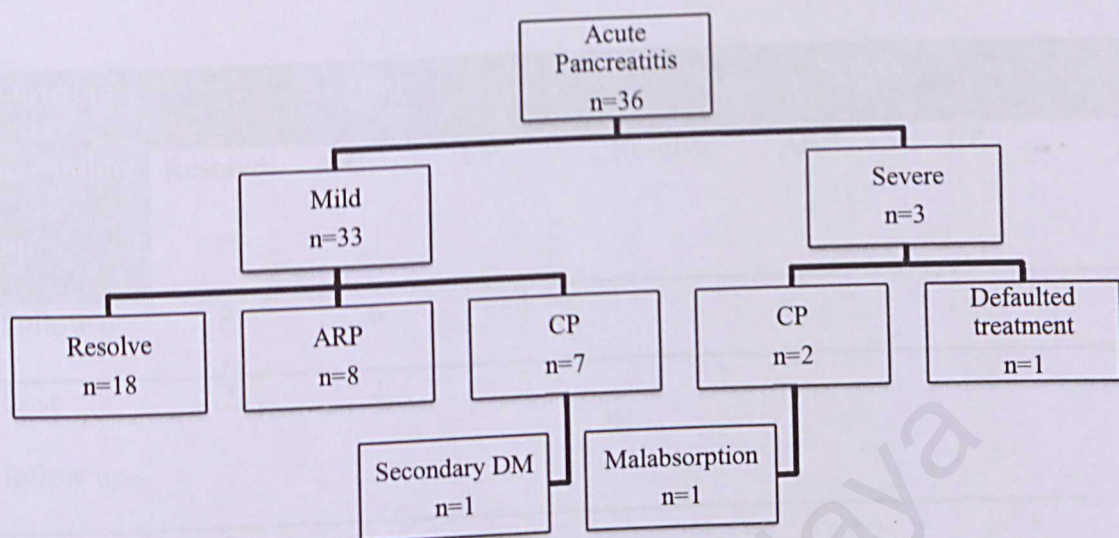 Acute
Pancreatitis
n=36
Mild
n=33
Severe
n=3
Resolve
n=18
ARP
n=8
CP
n=7
CP
n=2
Defaulted
treatment
n=1
Secondary DM
n=1
Malabsorption
n=1